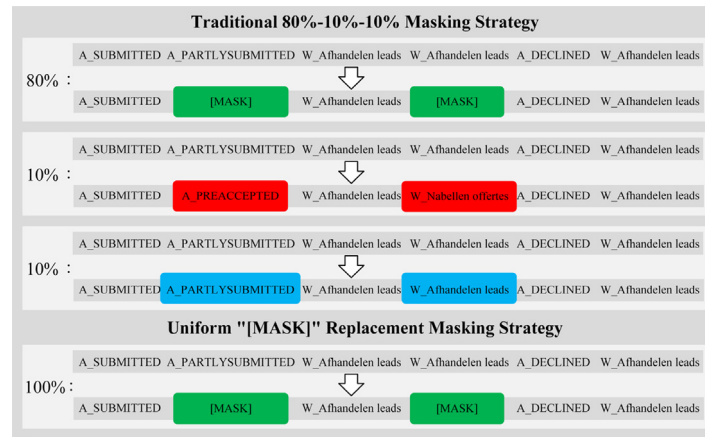 Traditional 80%-10%-10% Masking Strategy
A_SUBMITTED A_PARTLYSUBMITTED W_Afhandelen leads W_Afhandelen leads A_DECLINED W_Afhandelen leads
80% :
A_SUBMITTED [MASK] W_Afhandelen leads [MASK] A_DECLINED W_Afhandelen leads
A_SUBMITTED A_PARTLYSUBMITTED W_Afhandelen leads W_Afhandelen leads A_DECLINED W_Afhandelen leads
10% :
A_SUBMITTED A_PREACCEPTED W_Afhandelen leads W_Nabellen offertes A_DECLINED W_Afhandelen leads
A_SUBMITTED A_PARTLYSUBMITTED W_Afhandelen leads W_Afhandelen leads A_DECLINED W_Afhandelen leads
10% :
A_SUBMITTED A_PARTLYSUBMITTED W_Afhandelen leads W_Afhandelen leads A_DECLINED W_Afhandelen leads
Uniform "[MASK]" Replacement Masking Strategy
A_SUBMITTED A_PARTLYSUBMITTED W_Afhandelen leads W_Afhandelen leads A_DECLINED W_Afhandelen leads
100% :
A_SUBMITTED [MASK] W_Afhandelen leads [MASK] A_DECLINED W_Afhandelen leads